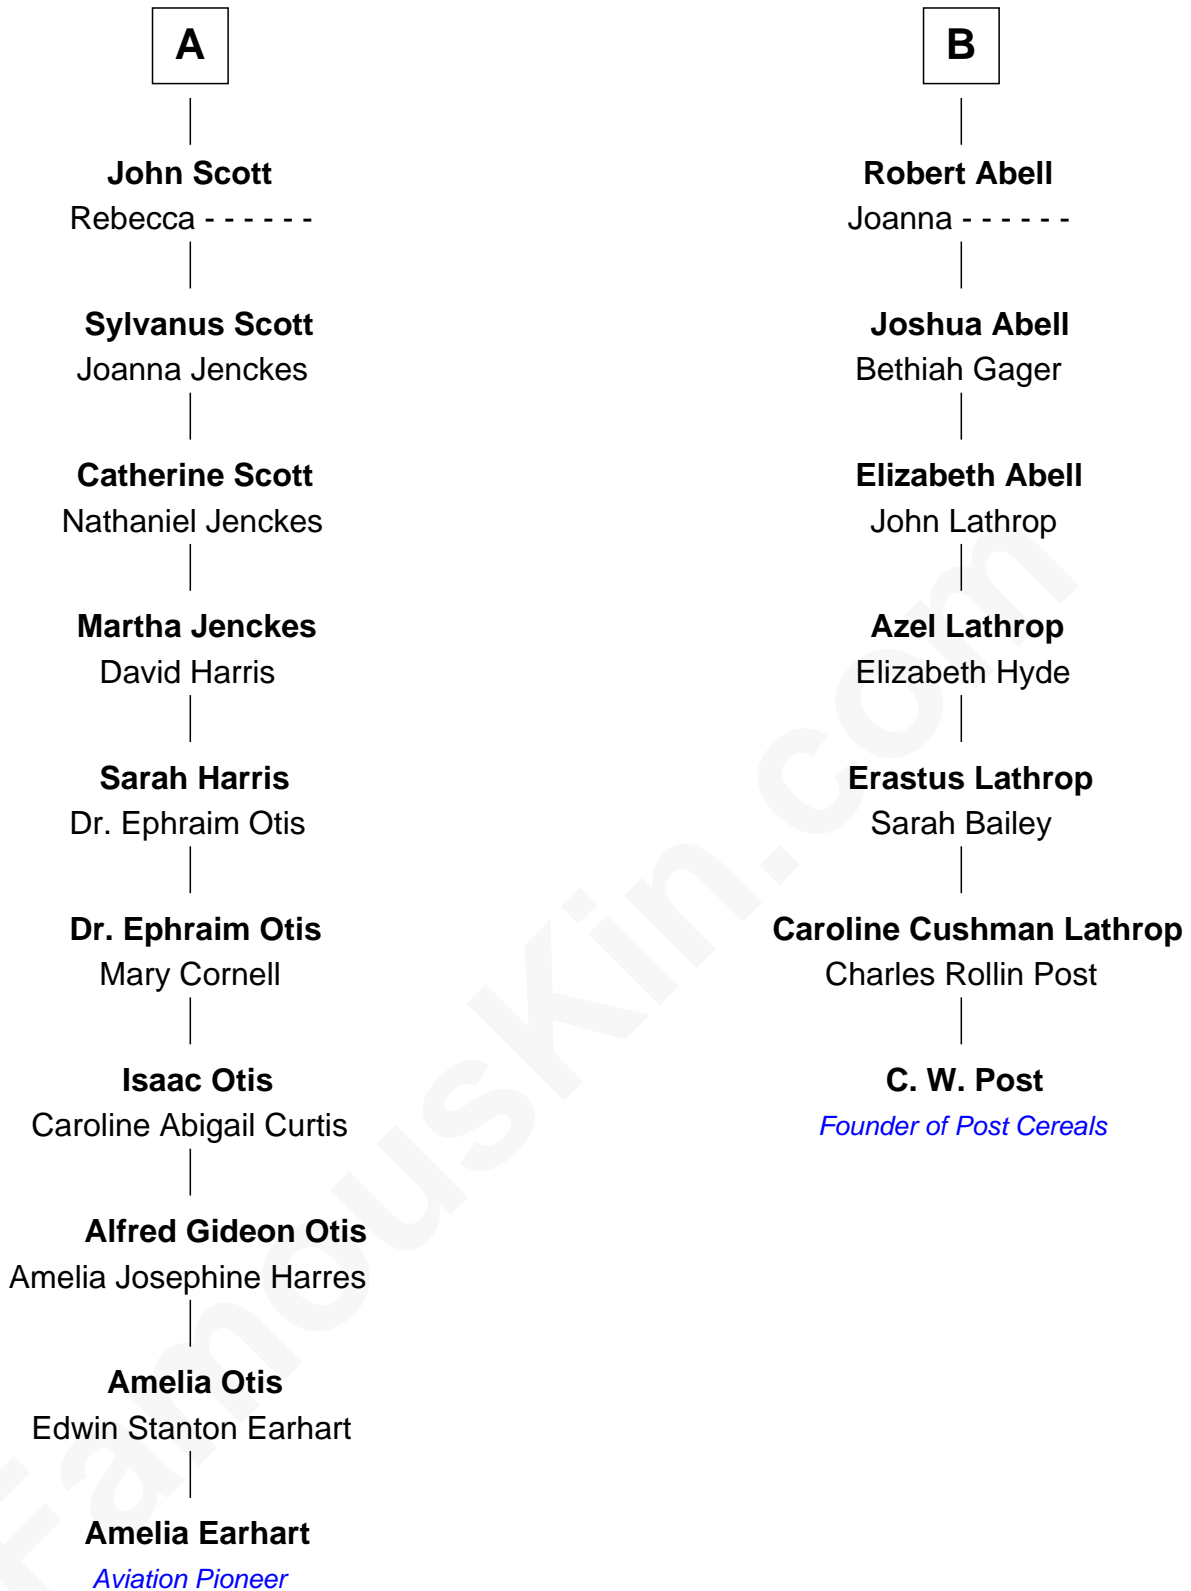 A
John Scott
Rebecca - - - - - -
Sylvanus Scott
Joanna Jenckes
Catherine Scott
Nathaniel Jenckes
Martha Jenckes
David Harris
Sarah Harris
Dr. Ephraim Otis
Dr. Ephraim Otis
Mary Cornell
Isaac Otis
Caroline Abigail Curtis
Alfred Gideon Otis
Amelia Josephine Harres
Amelia Otis
Edwin Stanton Earhart
Amelia Earhart
Aviation Pioneer
B
Robert Abell
Joanna - - - - - -
Joshua Abell
Bethiah Gager
Elizabeth Abell
John Lathrop
Azel Lathrop
Elizabeth Hyde
Erastus Lathrop
Sarah Bailey
Caroline Cushman Lathrop
Charles Rollin Post
C. W. Post
Founder of Post Cereals
FamousKin.com